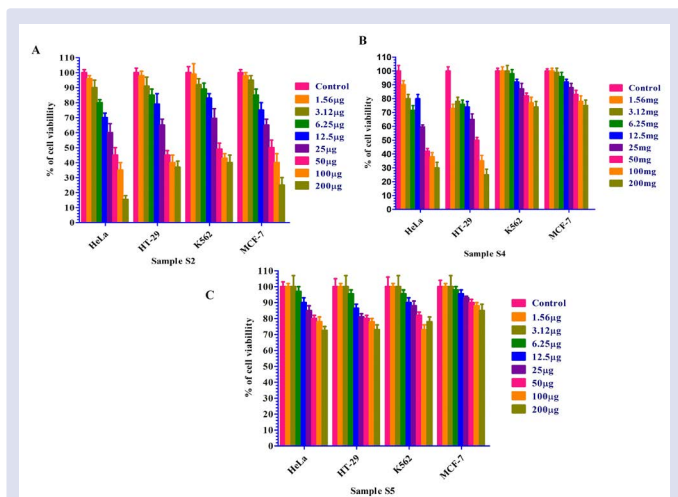 A
110
100
90
80
70
60
50
40
30
20
10
0
% of cell viabillity
HeLa
HT-29
K562
MCF-7
Sample S2
Control
1.56µg
3.12µg
6.25µg
12.5µg
25µg
50µg
100µg
200µg
B
110
100
90
80
70
60
50
40
30
20
10
0
% of cell viabillity
HeLa
HT-29
K562
MCF-7
Sample S4
Control
1.56mg
3.12mg
6.25mg
12.5mg
25mg
50mg
100mg
200mg
C
110
100
90
80
70
60
50
40
30
20
10
0
% of cell viabillity
HeLa
HT-29
K562
MCF-7
Sample S5
Control
1.56µg
3.12µg
6.25µg
12.5µg
25µg
50µg
100µg
200µg